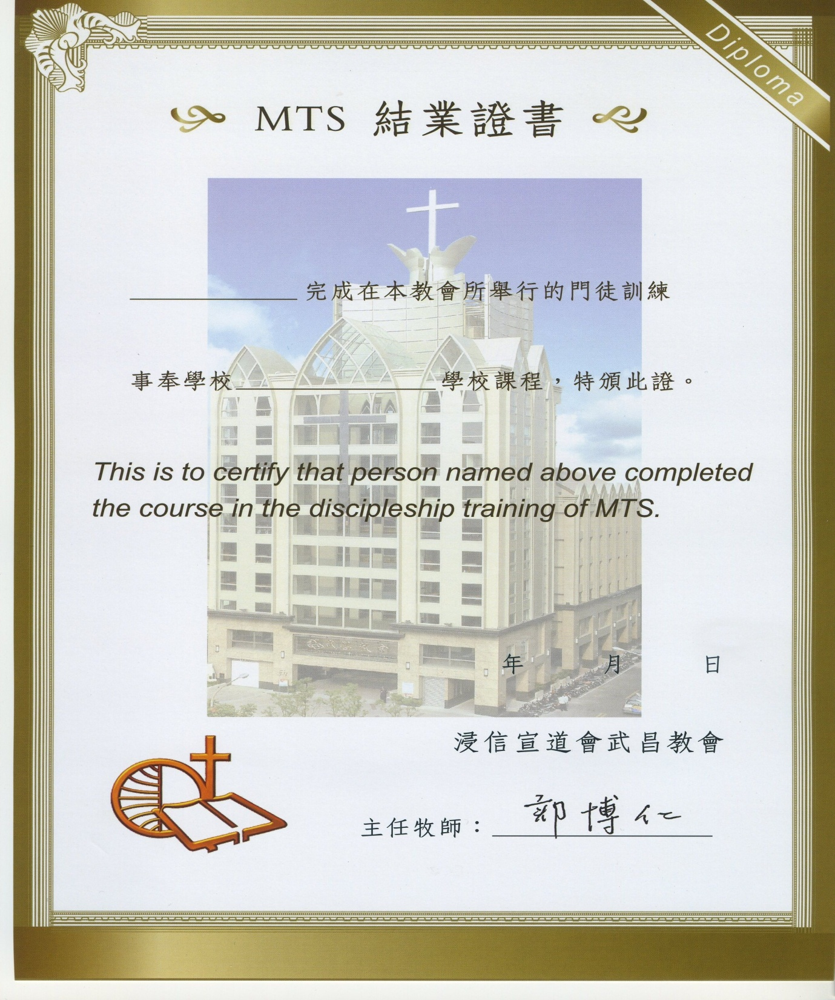 Diploma
MTS 結業證書
完成在本教會所舉行的門徒訓練
事奉學校 學校課程，特頒此證。
This is to certify that person named above completed
the course in the discipleship training of MTS.
年 月 日
浸信宣道會武昌教會
主任牧師： 鄭博仁